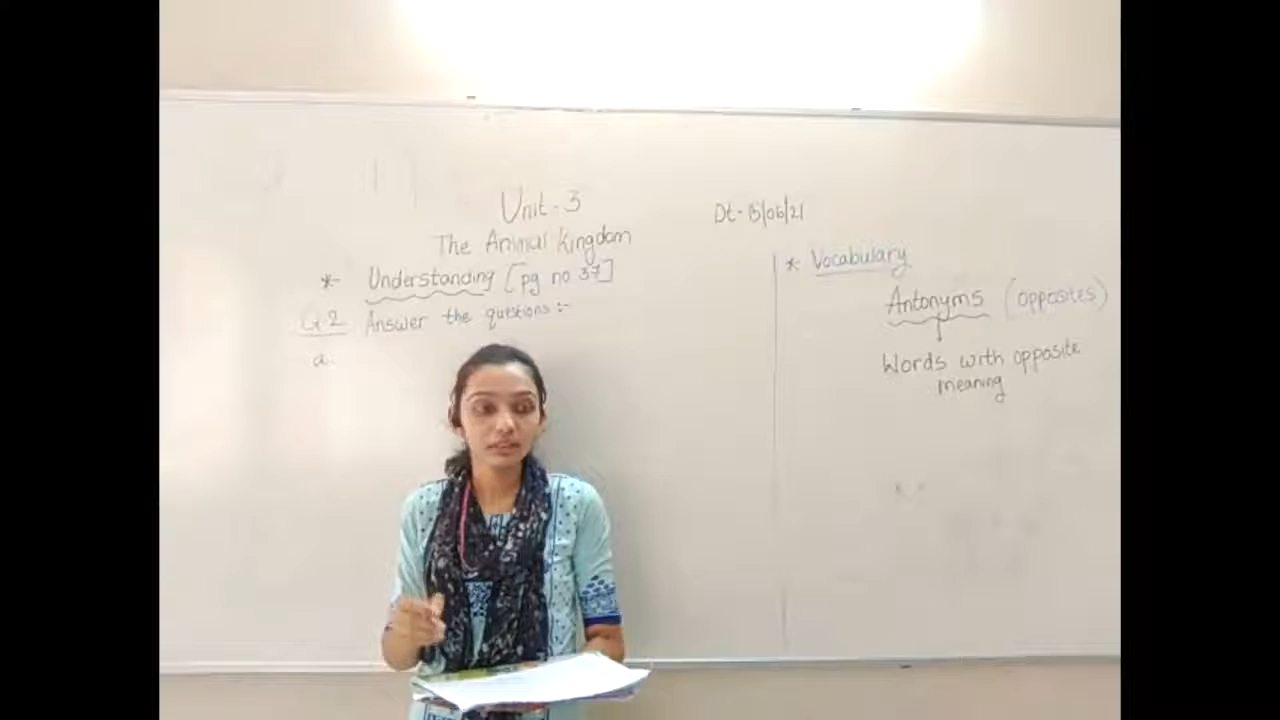 Unit - 3
The Animal Kingdom
*- Understanding [pg no 37]
Q.2 Answer the questions :-
a.
Dt - 15/06/21
*- Vocabulary
Antonyms (opposites)
Words with opposite
meaning